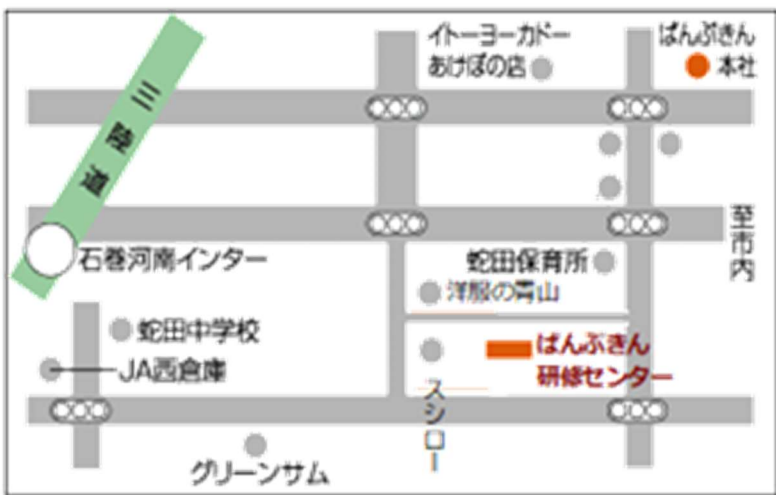 イトーヨーカドー
あけぼの店
ぱんぷきん
本社
三陸道
至市内
石巻河南インター
蛇田保育所
洋服の青山
蛇田中学校
JA西倉庫
ぱんぷきん
研修センター
スシロー
グリーンサム